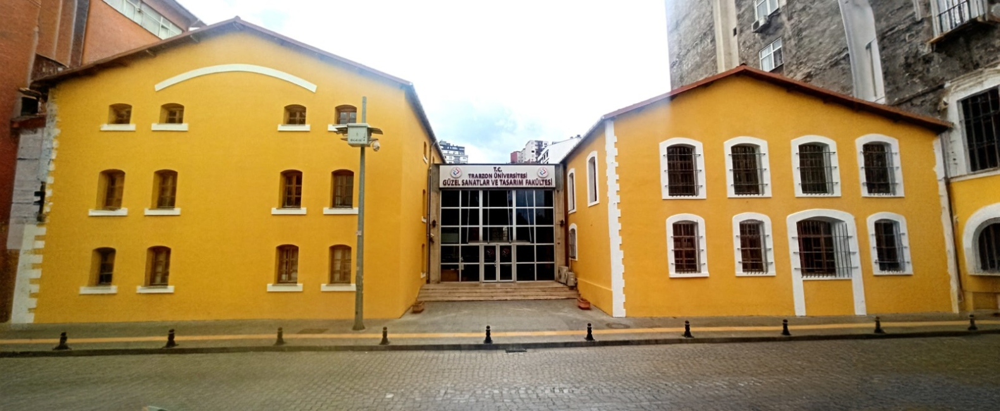 T.C.
TRABZON ÜNİVERSİTESİ
GÜZEL SANATLAR VE TASARIM FAKÜLTESİ